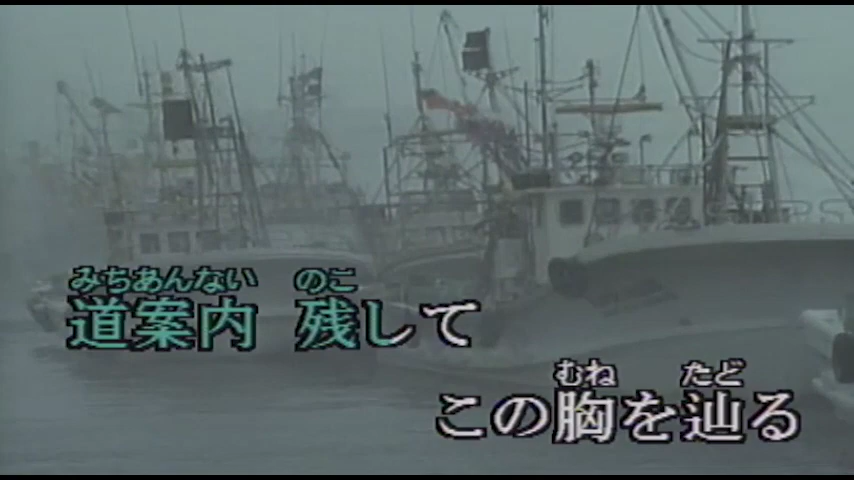 みちあんない のこ
道案内 残して
むね たど
この胸を辿る